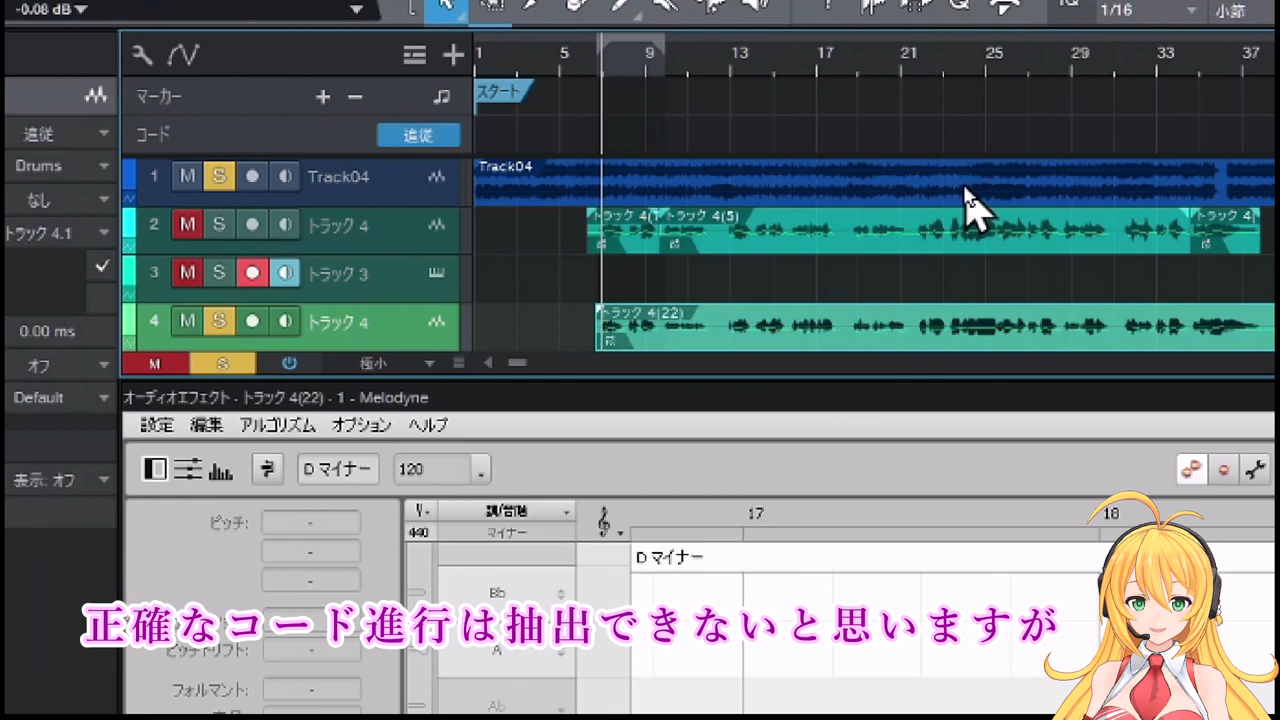 -0.08 dB
1/16
小節
1 5 9 13 17 21 25 29 33 37
マーカー
スタート
追従
コード
追従
Drums
1 M S Track04
Track04
なし
2 M S トラック 4
トラック 4(1 トラック 4(5) トラック 4
トラック 4.1
3 M S トラック 3
4 M S トラック 4
トラック 4(22)
0.00 ms
M S 極小
オフ
Default
オーディオエフェクト - トラック 4(22) - 1 - Melodyne
設定 編集 アルゴリズム オプション ヘルプ
D マイナー 120
表示: オフ
ピッチ: -
調/音階
440 マイナー
17 18
-
D マイナー
-
Bb
正確なコード進行は抽出できないと思いますが
A
ピッチドリフト: -
フォルマント: -
Ab